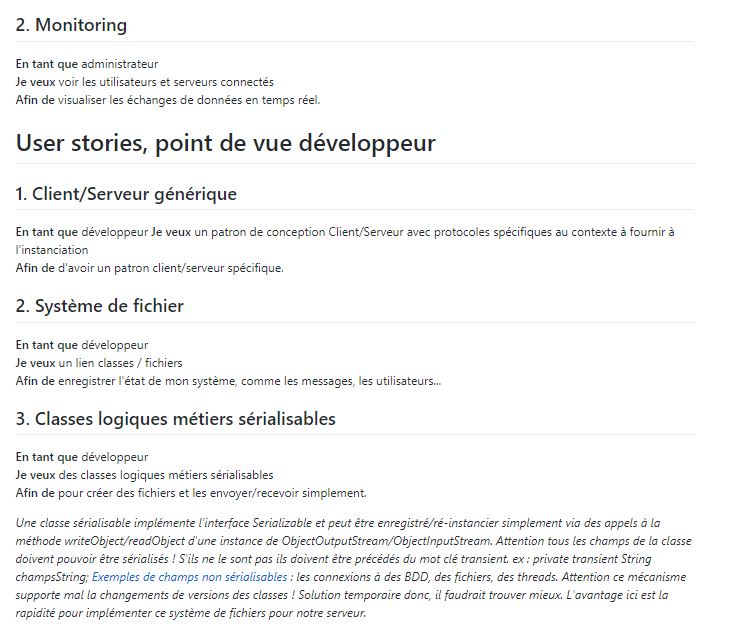 2. Monitoring
En tant que administrateur
Je veux voir les utilisateurs et serveurs connectés
Afin de visualiser les échanges de données en temps réel.
User stories, point de vue développeur
1. Client/Serveur générique
En tant que développeur Je veux un patron de conception Client/Serveur avec protocoles spécifiques au contexte à fournir à
l'instanciation
Afin de d'avoir un patron client/serveur spécifique.
2. Système de fichier
En tant que développeur
Je veux un lien classes / fichiers
Afin de enregistrer l'état de mon système, comme les messages, les utilisateurs...
3. Classes logiques métiers sérialisables
En tant que développeur
Je veux des classes logiques métiers sérialisables
Afin de pour créer des fichiers et les envoyer/recevoir simplement.
Une classe sérialisable implémente l'interface Serializable et peut être enregistré/ré-instancier simplement via des appels à la
méthode writeObject/readObject d'une instance de ObjectOutputStream/ObjectInputStream. Attention tous les champs de la classe
doivent pouvoir être sérialisés ! S'ils ne le sont pas ils doivent être précédés du mot clé transient. ex : private transient String
champsString; Exemples de champs non sérialisables : les connexions à des BDD, des fichiers, des threads. Attention ce mécanisme
supporte mal la changements de versions des classes ! Solution temporaire donc, il faudrait trouver mieux. L'avantage ici est la
rapidité pour implémenter ce système de fichiers pour notre serveur.